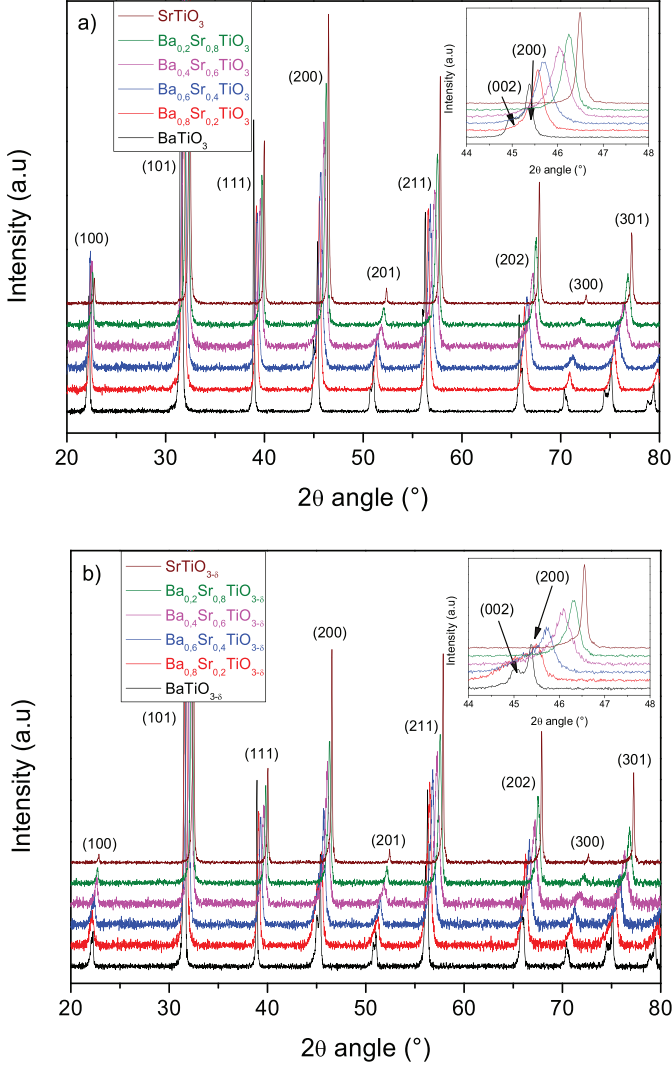 a)
SrTiO3
Ba0,2Sr0,8TiO3
Ba0,4Sr0,6TiO3
Ba0,6Sr0,4TiO3
Ba0,8Sr0,2TiO3
BaTiO3
(100)
(101)
(111)
(200)
(201)
(211)
(202)
(300)
(301)
Intensity (a.u)
20 30 40 50 60 70 80
2θ angle (°)
(002)
(200)
Intensity (a.u)
44 45 46 47 48
2θ angle (°)
b)
SrTiO3-δ
Ba0,2Sr0,8TiO3-δ
Ba0,4Sr0,6TiO3-δ
Ba0,6Sr0,4TiO3-δ
Ba0,8Sr0,2TiO3-δ
BaTiO3-δ
(100)
(101)
(111)
(200)
(201)
(211)
(202)
(300)
(301)
Intensity (a.u)
20 30 40 50 60 70 80
2θ angle (°)
(002)
(200)
Intensity (a.u)
44 45 46 47 48
2θ angle (°)